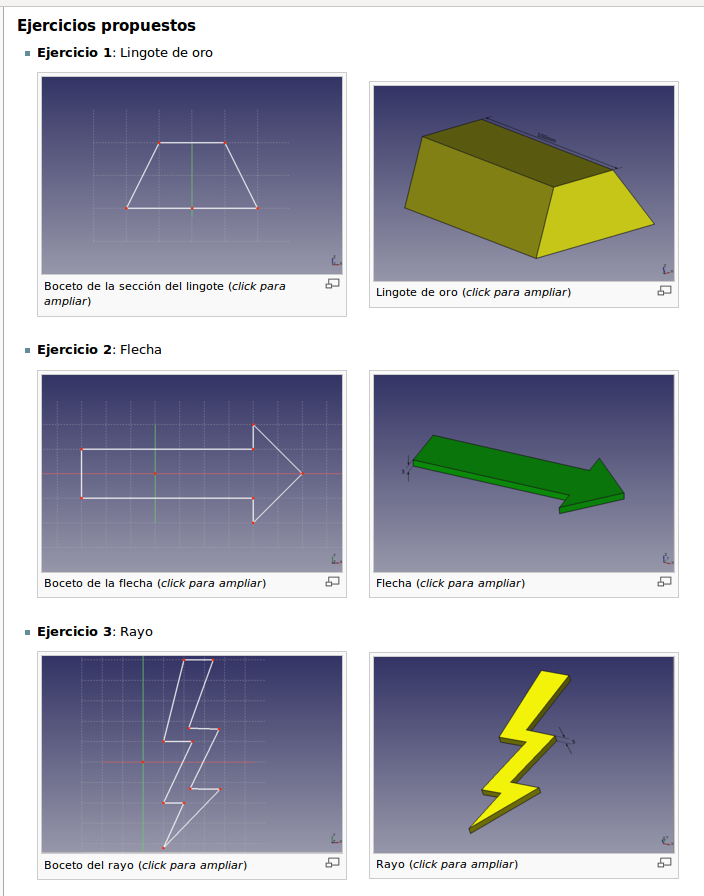 Ejercicios propuestos
Ejercicio 1: Lingote de oro
Boceto de la sección del lingote (click para
ampliar)
Lingote de oro (click para ampliar)
Ejercicio 2: Flecha
Boceto de la flecha (click para ampliar)
Flecha (click para ampliar)
Ejercicio 3: Rayo
Boceto del rayo (click para ampliar)
Rayo (click para ampliar)